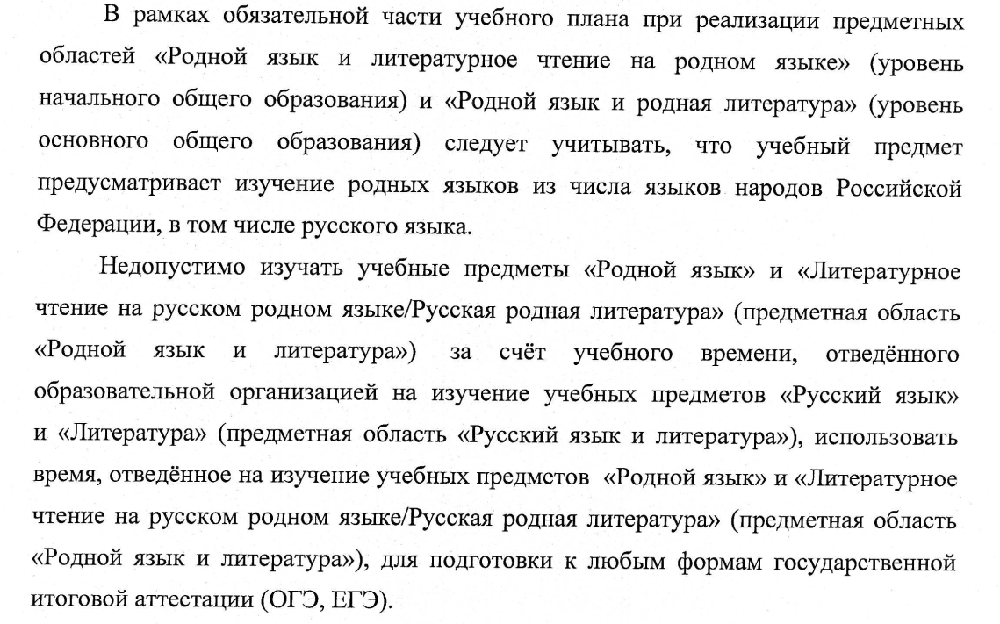 В рамках обязательной части учебного плана при реализации предметных
областей «Родной язык и литературное чтение на родном языке» (уровень
начального общего образования) и «Родной язык и родная литература» (уровень
основного общего образования) следует учитывать, что учебный предмет
предусматривает изучение родных языков из числа языков народов Российской
Федерации, в том числе русского языка.
Недопустимо изучать учебные предметы «Родной язык» и «Литературное
чтение на русском родном языке/Русская родная литература» (предметная область
«Родной язык и литература») за счёт учебного времени, отведённого
образовательной организацией на изучение учебных предметов «Русский язык»
и «Литература» (предметная область «Русский язык и литература»), использовать
время, отведённое на изучение учебных предметов «Родной язык» и «Литературное
чтение на русском родном языке/Русская родная литература» (предметная область
«Родной язык и литература»), для подготовки к любым формам государственной
итоговой аттестации (ОГЭ, ЕГЭ).